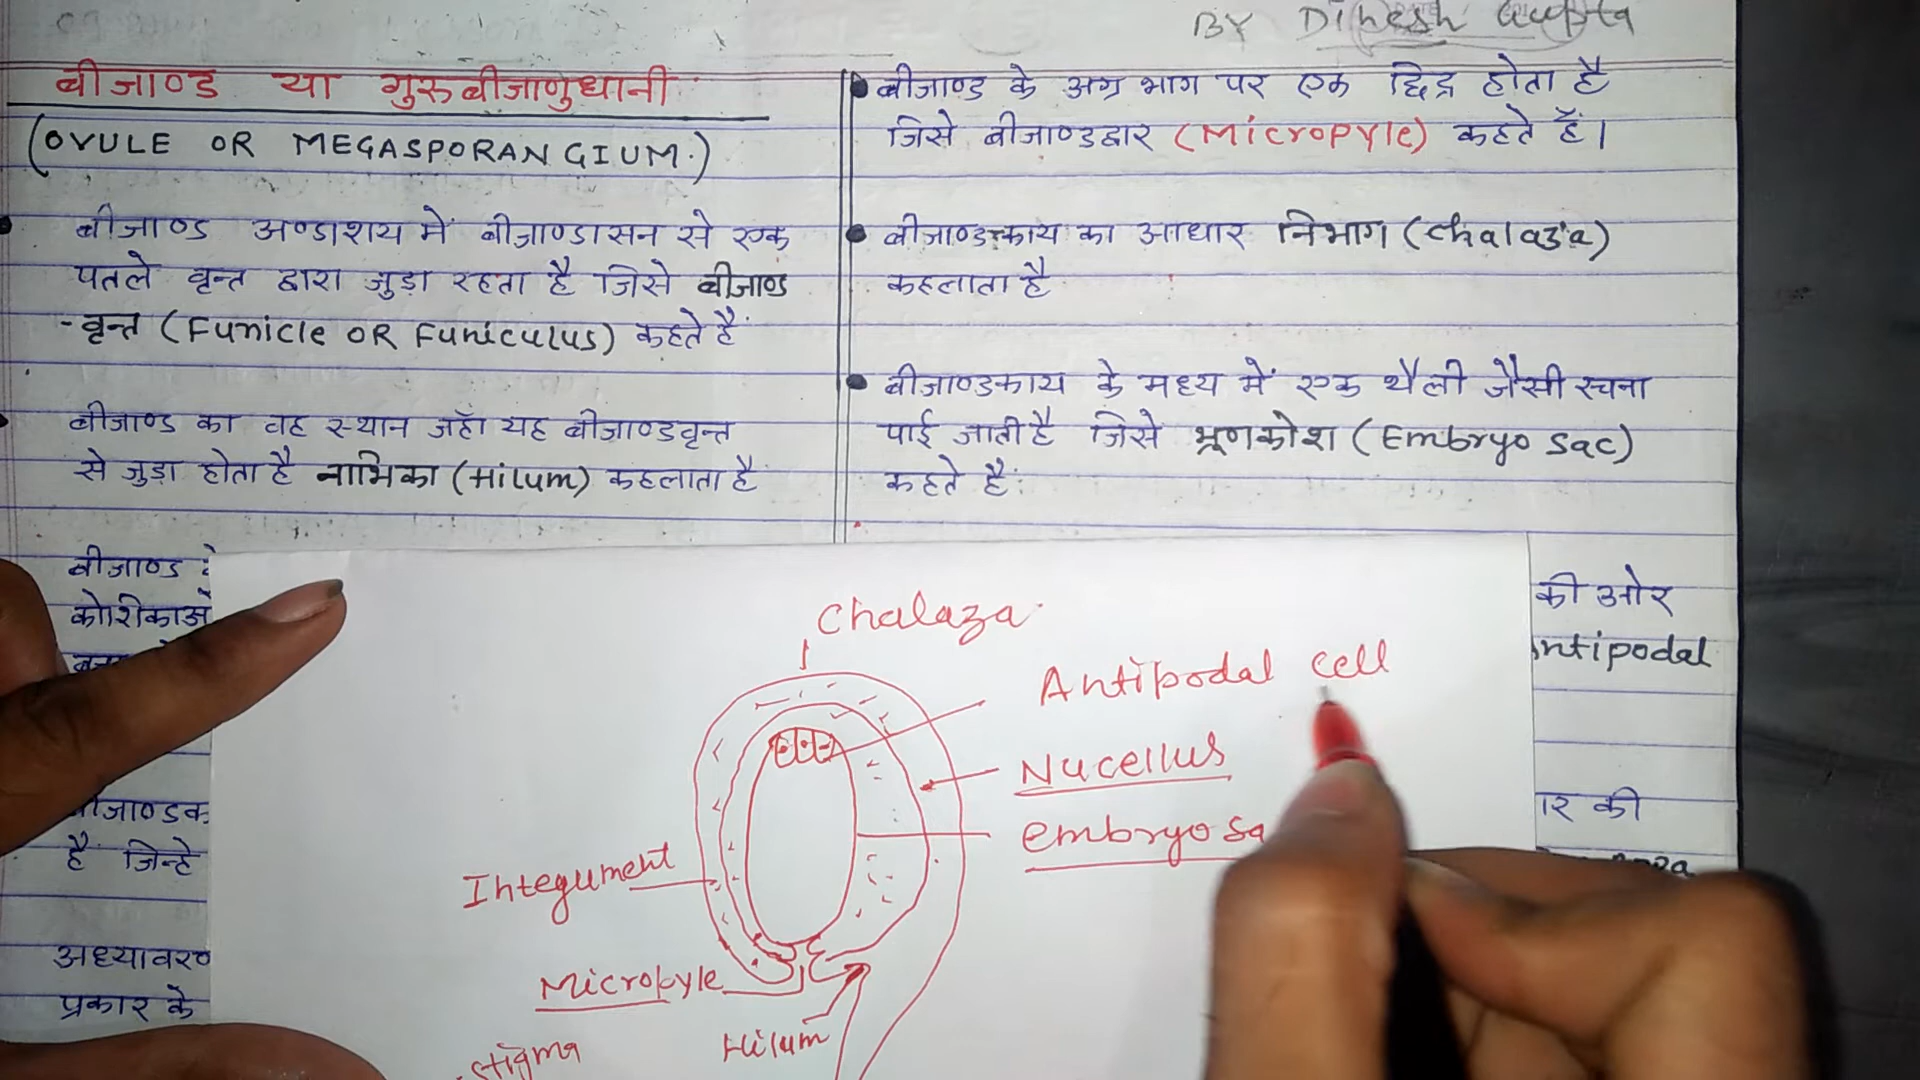 BY Dinesh Gupta
बीजाण्ड या गुरुबीजाणुधानी
(OVULE OR MEGASPORANGIUM.)
बीजाण्ड अण्डाशय में बीजाण्डासन से एक
पतले वृन्त द्वारा जुड़ा रहता है जिसे बीजाण्ड
-वृन्त (Funicle OR Funiculus) कहते हैं
बीजाण्ड का वह स्थान जहाँ यह बीजाण्डवृन्त
से जुड़ा होता है नाभिका (Hilum) कहलाता है
बीजाण्ड
कोशिकाओं
है जिन्हे
अध्यावरण
प्रकार के
बीजाण्ड के अग्र भाग पर एक छिद्र होता है
जिसे बीजाण्डद्वार (Micropyle) कहते हैं।
बीजाण्डकाय का आधार निभाग (chalaza)
कहलाता है
बीजाण्डकाय के मध्य में एक थैली जैसी रचना
पाई जाती है जिसे भ्रूणकोश (Embryo sac)
कहते है:
की ओर
Antipodal
की
Chalaza
Antipodal cell
Nucellus
embryo sa
Integument
Micropyle
Hilum
stigma